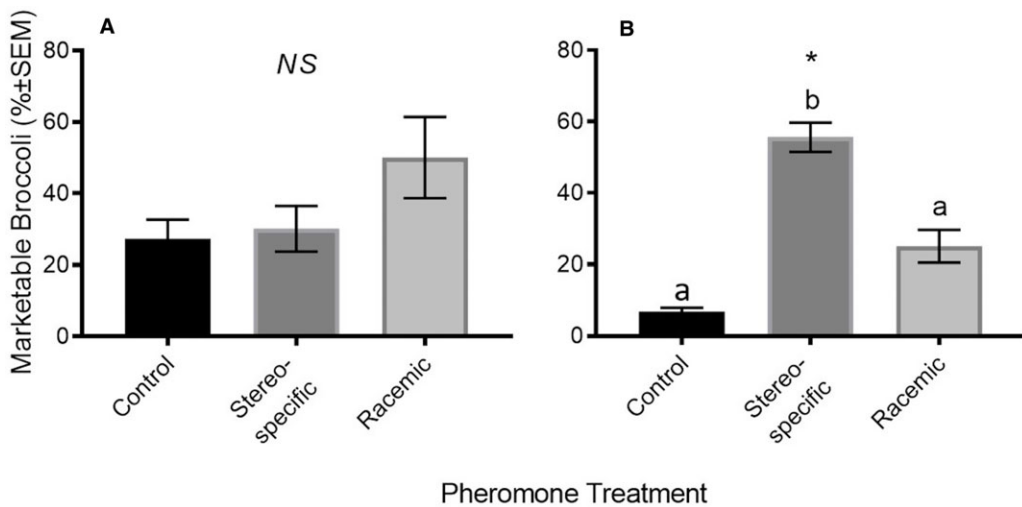 A
B
Marketable Broccoli (%±SEM)
80
60
40
20
0
NS
Control
Stereo-
specific
Racemic
80
60
40
20
0
*
b
a
a
Control
Stereo-
specific
Racemic
Pheromone Treatment